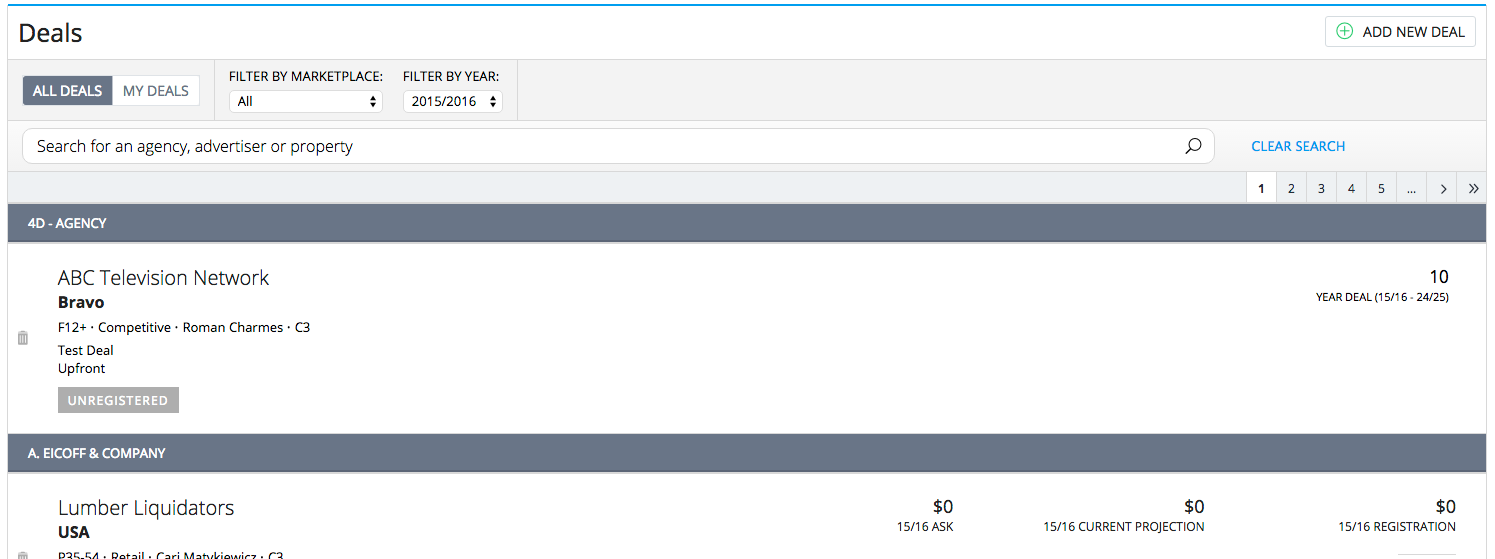 Deals
ADD NEW DEAL
ALL DEALS MY DEALS
FILTER BY MARKETPLACE: FILTER BY YEAR:
All 2015/2016
Search for an agency, advertiser or property
CLEAR SEARCH
1 2 3 4 5 ... > »
4D - AGENCY
ABC Television Network
Bravo
F12+ · Competitive · Roman Charmes · C3
Test Deal
Upfront
UNREGISTERED
10
YEAR DEAL (15/16 - 24/25)
A. EICOFF & COMPANY
Lumber Liquidators
USA
P35-54 · Retail · Cari Matykiewicz · C3
$0 $0 $0
15/16 ASK 15/16 CURRENT PROJECTION 15/16 REGISTRATION